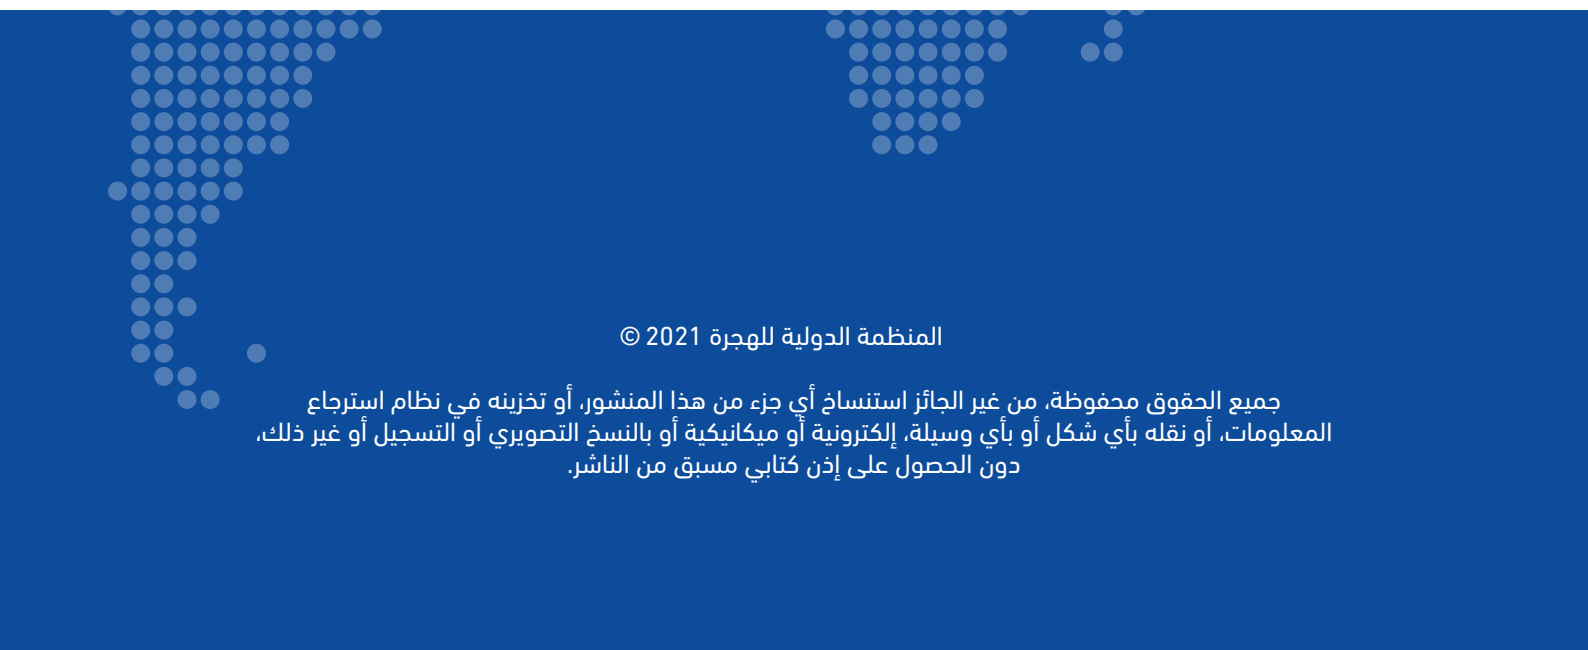 المنظمة الدولية للهجرة 2021 ©
جميع الحقوق محفوظة، من غير الجائز استنساخ أي جزء من هذا المنشور، أو تخزينه في نظام استرجاع
المعلومات، أو نقله بأي شكل أو بأي وسيلة، إلكترونية أو ميكانيكية أو بالنسخ التصويري أو التسجيل أو غير ذلك،
دون الحصول على إذن كتابي مسبق من الناشر.